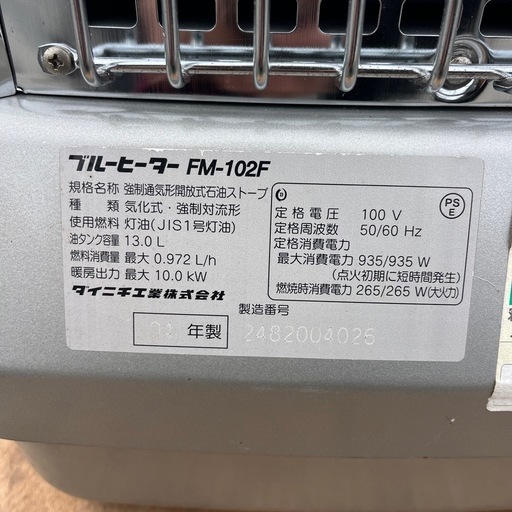 ブルーヒーター FM-102F
規格名称 強制通気形開放式石油ストーブ
種 類 気化式・強制対流形
使用燃料 灯油(JIS1号灯油)
油タンク容量 13.0 L
燃料消費量 最大 0.972 L/h
暖房出力 最大 10.0 kW
ダイニチ工業株式会社
定格電圧 100 V
定格周波数 50/60 Hz
定格消費電力
最大消費電力 935/935 W
(点火初期に短時間発生)
燃焼時消費電力 265/265 W(大火力)
PS
E
製造番号
年製 2482004025